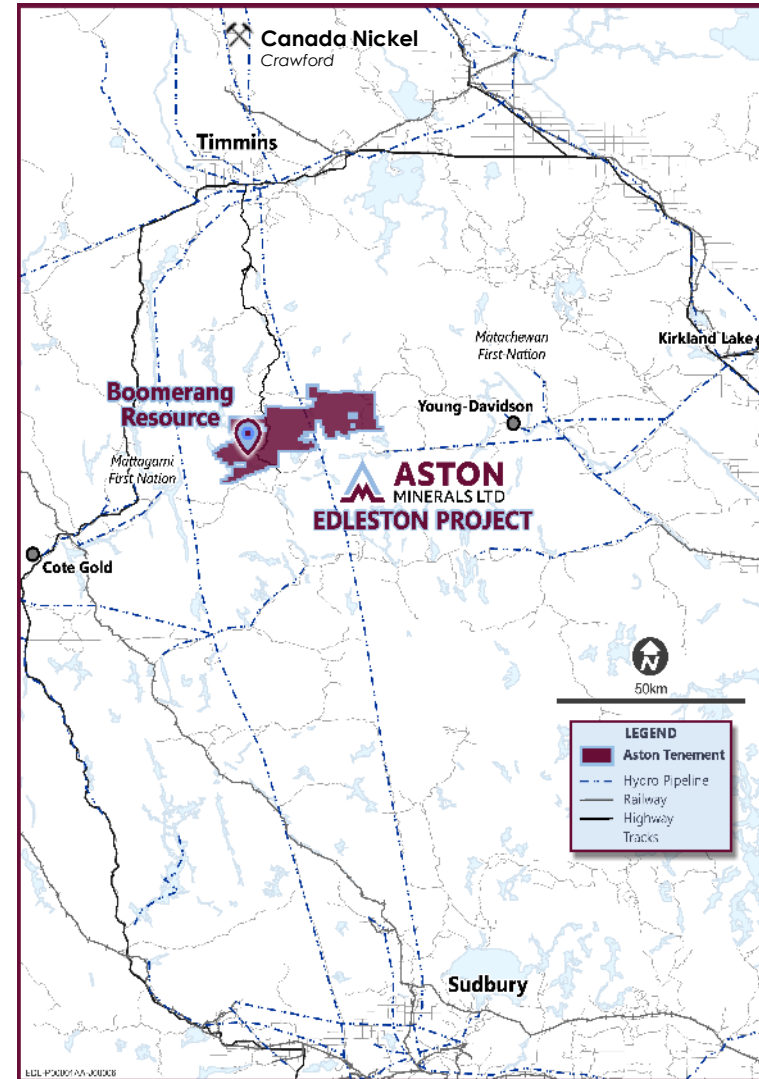 Canada Nickel
Crawford
Timmins
Matachewan
First Nation
Kirkland Lake
Boomerang
Resource
Young-Davidson
Mattagami
First Nation
ASTON
MINERALS LTD
EDLESTON PROJECT
Cote Gold
N
50km
LEGEND
Aston Tenement
Hydro Pipeline
Railway
Highway
Tracks
Sudbury